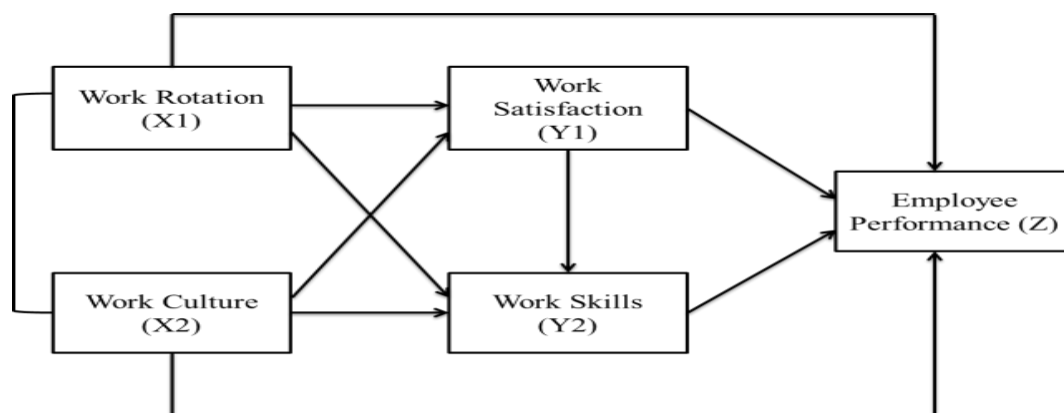 Work Rotation
(X1)
Work
Satisfaction
(Y1)
Employee
Performance (Z)
Work Culture
(X2)
Work Skills
(Y2)